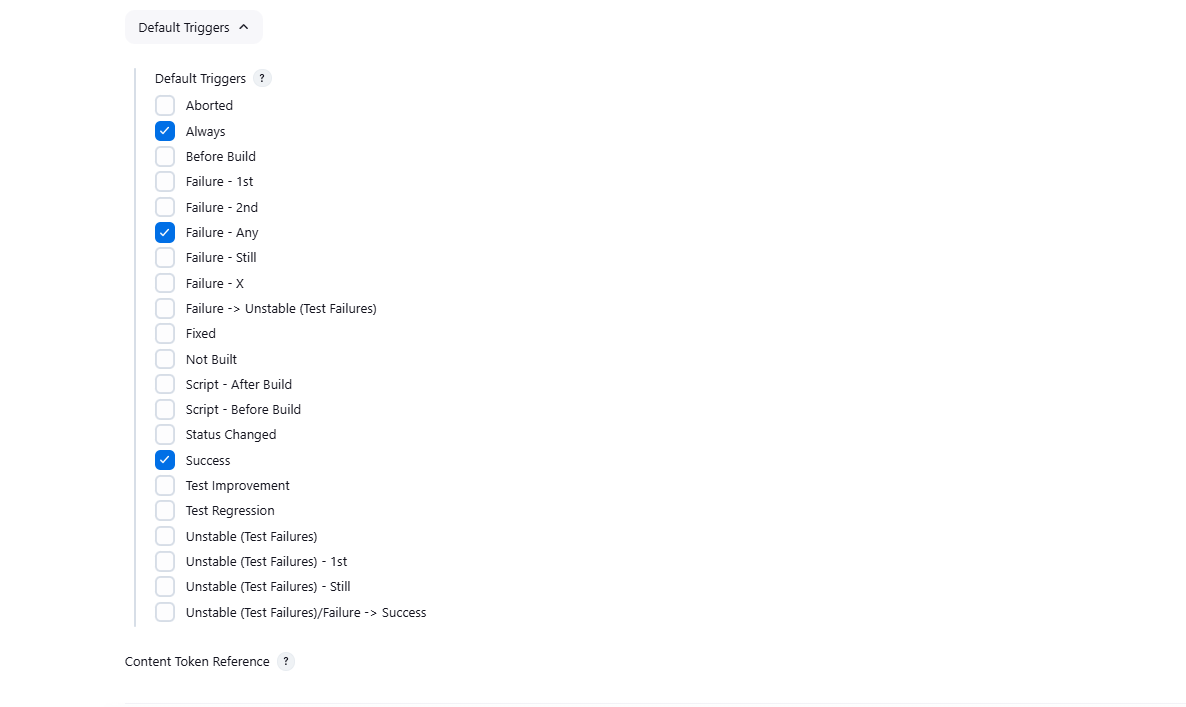 Default Triggers
Default Triggers ?
Aborted
Always
Before Build
Failure - 1st
Failure - 2nd
Failure - Any
Failure - Still
Failure - X
Failure -> Unstable (Test Failures)
Fixed
Not Built
Script - After Build
Script - Before Build
Status Changed
Success
Test Improvement
Test Regression
Unstable (Test Failures)
Unstable (Test Failures) - 1st
Unstable (Test Failures) - Still
Unstable (Test Failures)/Failure -> Success
Content Token Reference ?